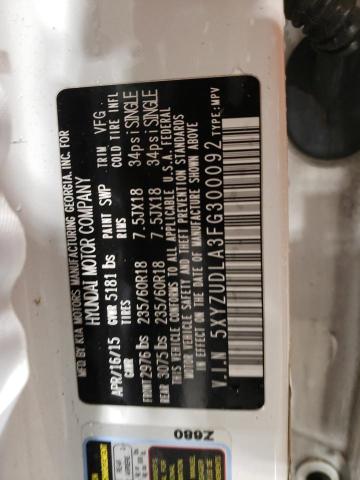 MFD BY KIA MOTORS MANUFACTURING GEORGIA, INC. FOR
HYUNDAI MOTOR COMPANY
APR/16/15 GVWR 5181 lbs PAINT SWP TRIM VFG
GAWR TIRES RIMS COLD TIRE INFL
FRONT 2976 lbs 235/60R18 7.5JX18 34psi SINGLE
REAR 3075 lbs 235/60R18 7.5JX18 34psi SINGLE
THIS VEHICLE CONFORMS TO ALL APPLICABLE FEDERAL
MOTOR VEHICLE SAFETY AND THEFT PREVENTION STANDARDS
IN EFFECT ON THE DATE OF MANUFACTURE SHOWN ABOVE.
VIN 5XYZUDLA3FG300092 TYPE:MPV
Z680